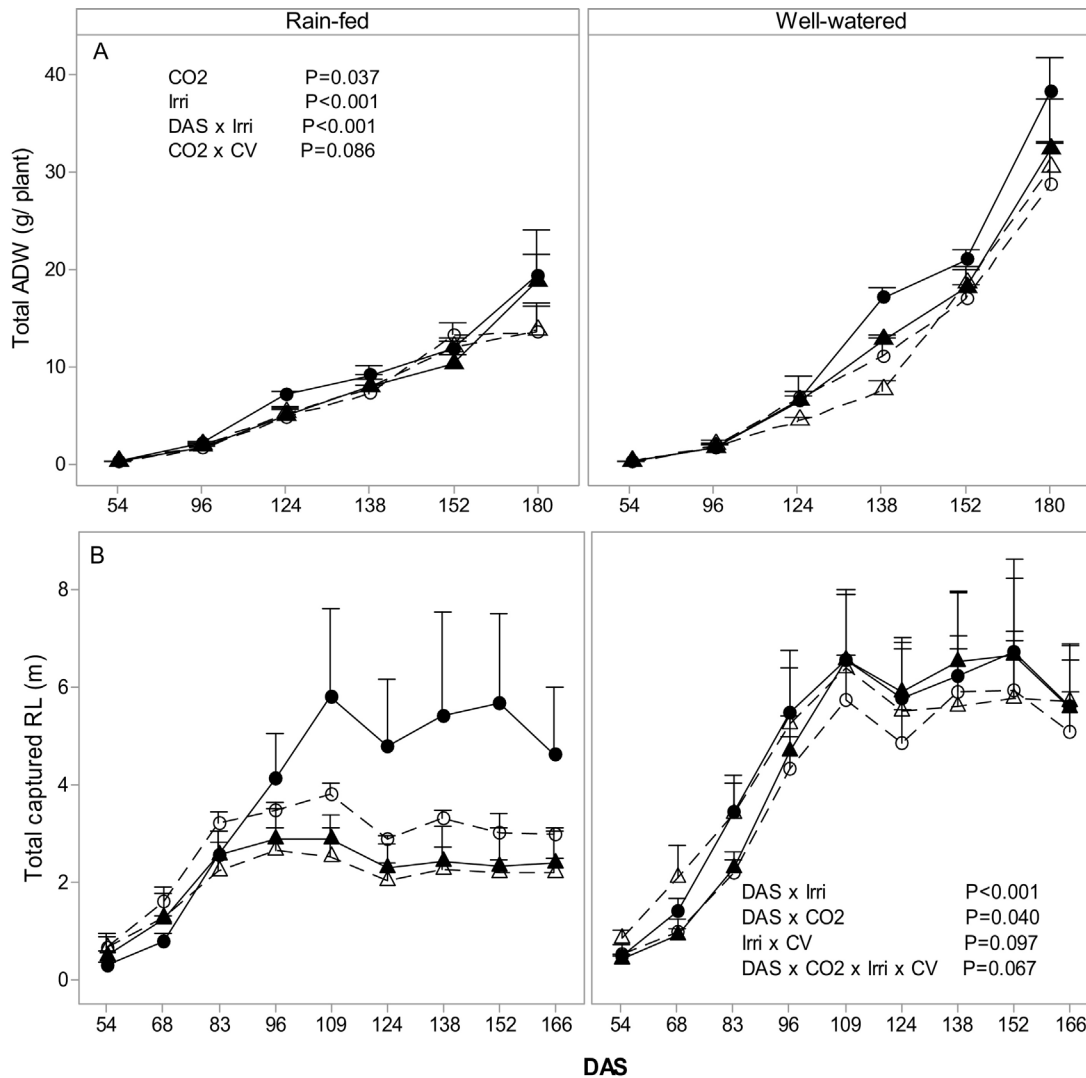 Rain-fed Well-watered
A
CO2 P=0.037
Irri P<0.001
DAS x Irri P<0.001
CO2 x CV P=0.086
Total ADW (g/ plant)
40
30
20
10
0
54 96 124 138 152 180 54 96 124 138 152 180
B
Total captured RL (m)
8
6
4
2
0
DAS x Irri P<0.001
DAS x CO2 P=0.040
Irri x CV P=0.097
DAS x CO2 x Irri x CV P=0.067
54 68 83 96 109 124 138 152 166 54 68 83 96 109 124 138 152 166
DAS